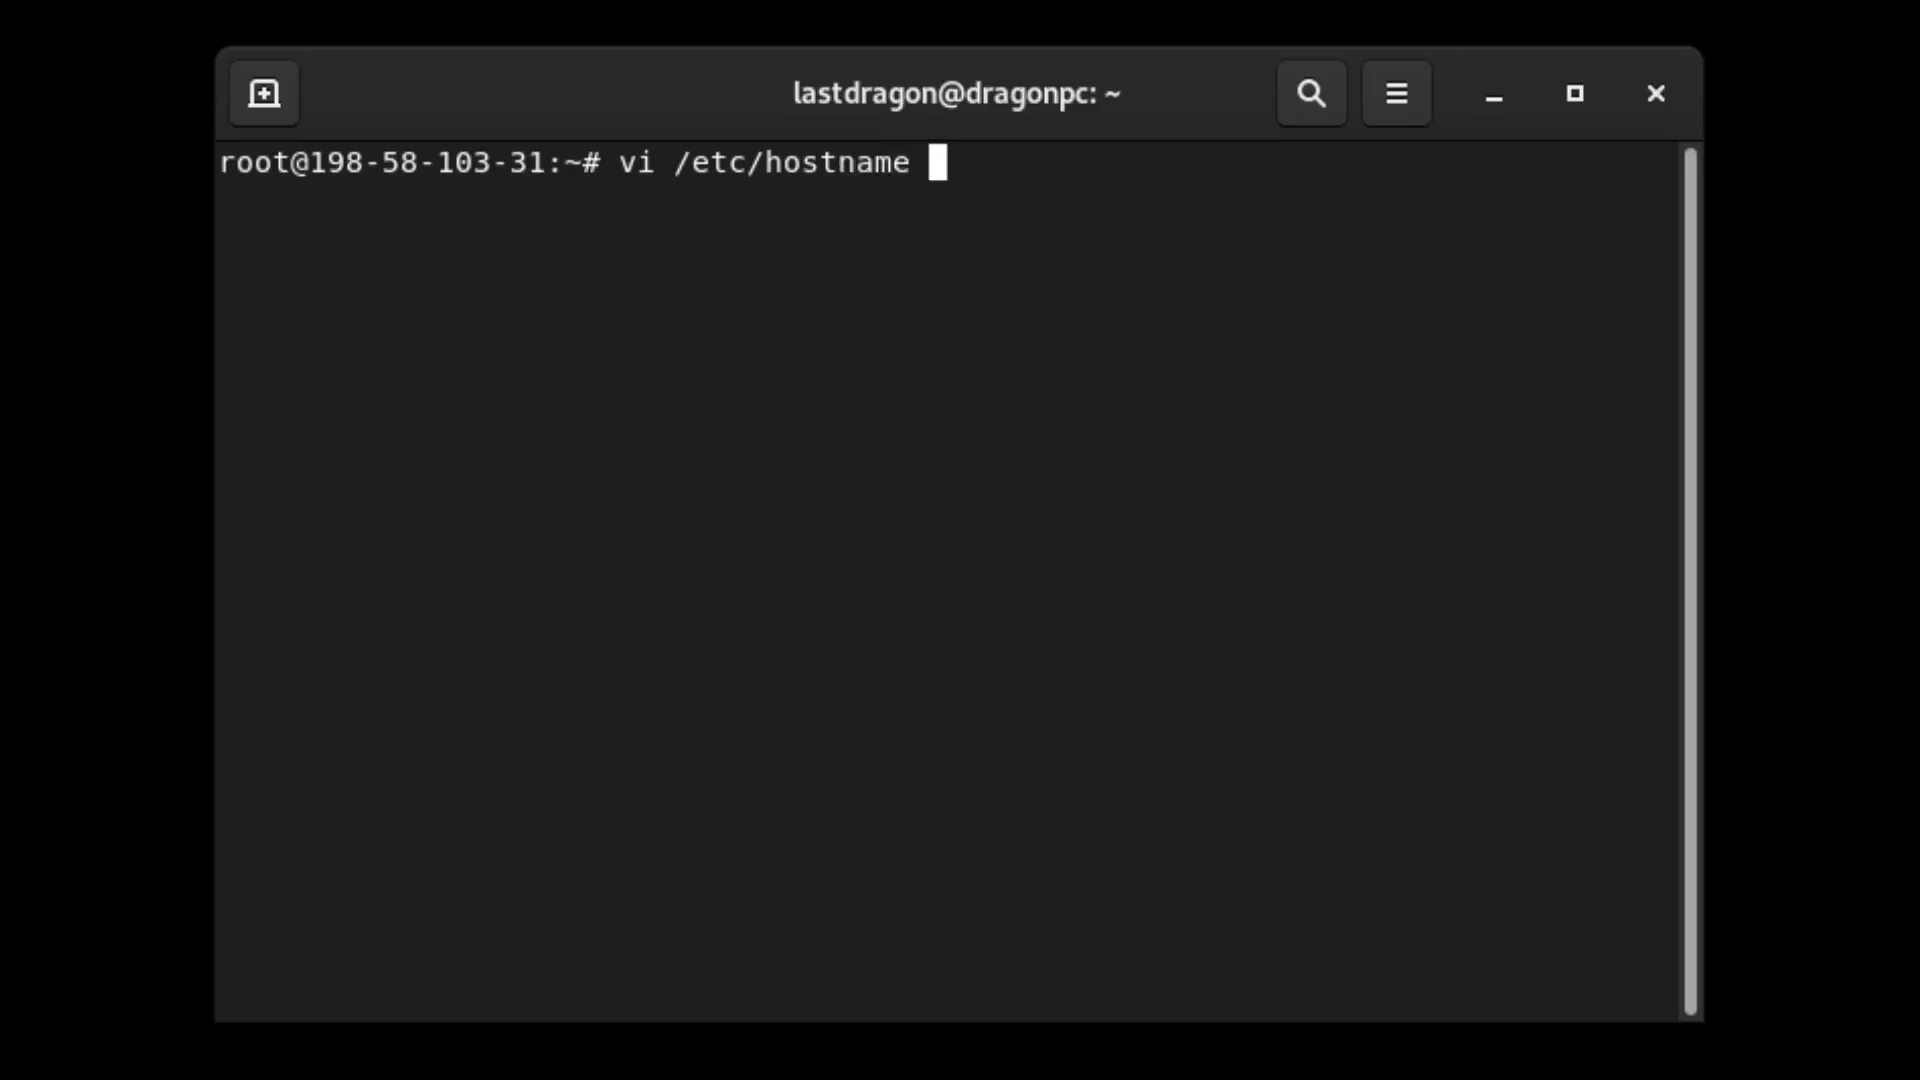 lastdragon@dragonpc: ~
root@198-58-103-31:~# vi /etc/hostname